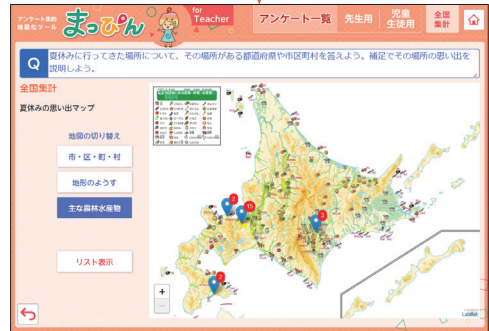 アンケート集約
地図化ツール
まっぴん
for
Teacher
4
アンケート一覧
先生用
児童
生徒用
全国
集計
Q
夏休みに行ってきた場所について、その場所がある都道府県や市区町村を答えよう。補足でその場所の思い出を
説明しよう。
全国集計
夏休みの思い出マップ
地図の切り替え
市・区・町・村
地形のようす
主な農林水産物
リスト表示
2
15
3
2
+
−
Leaflet